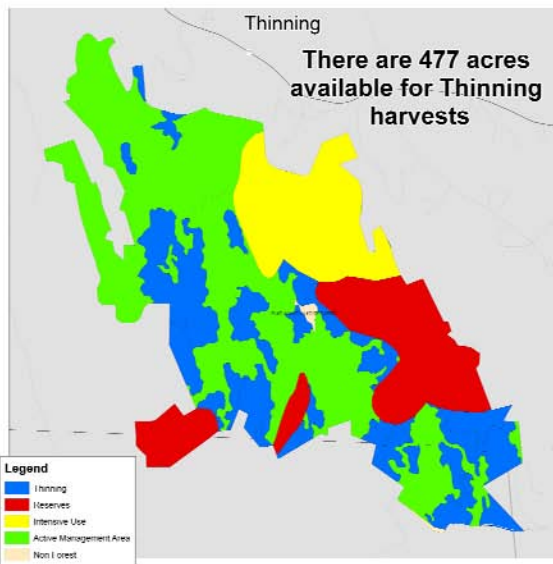 Thinning
There are 477 acres
available for Thinning
harvests
Legend
Thinning
Reserves
Intensive Use
Active Management Area
Non Forest